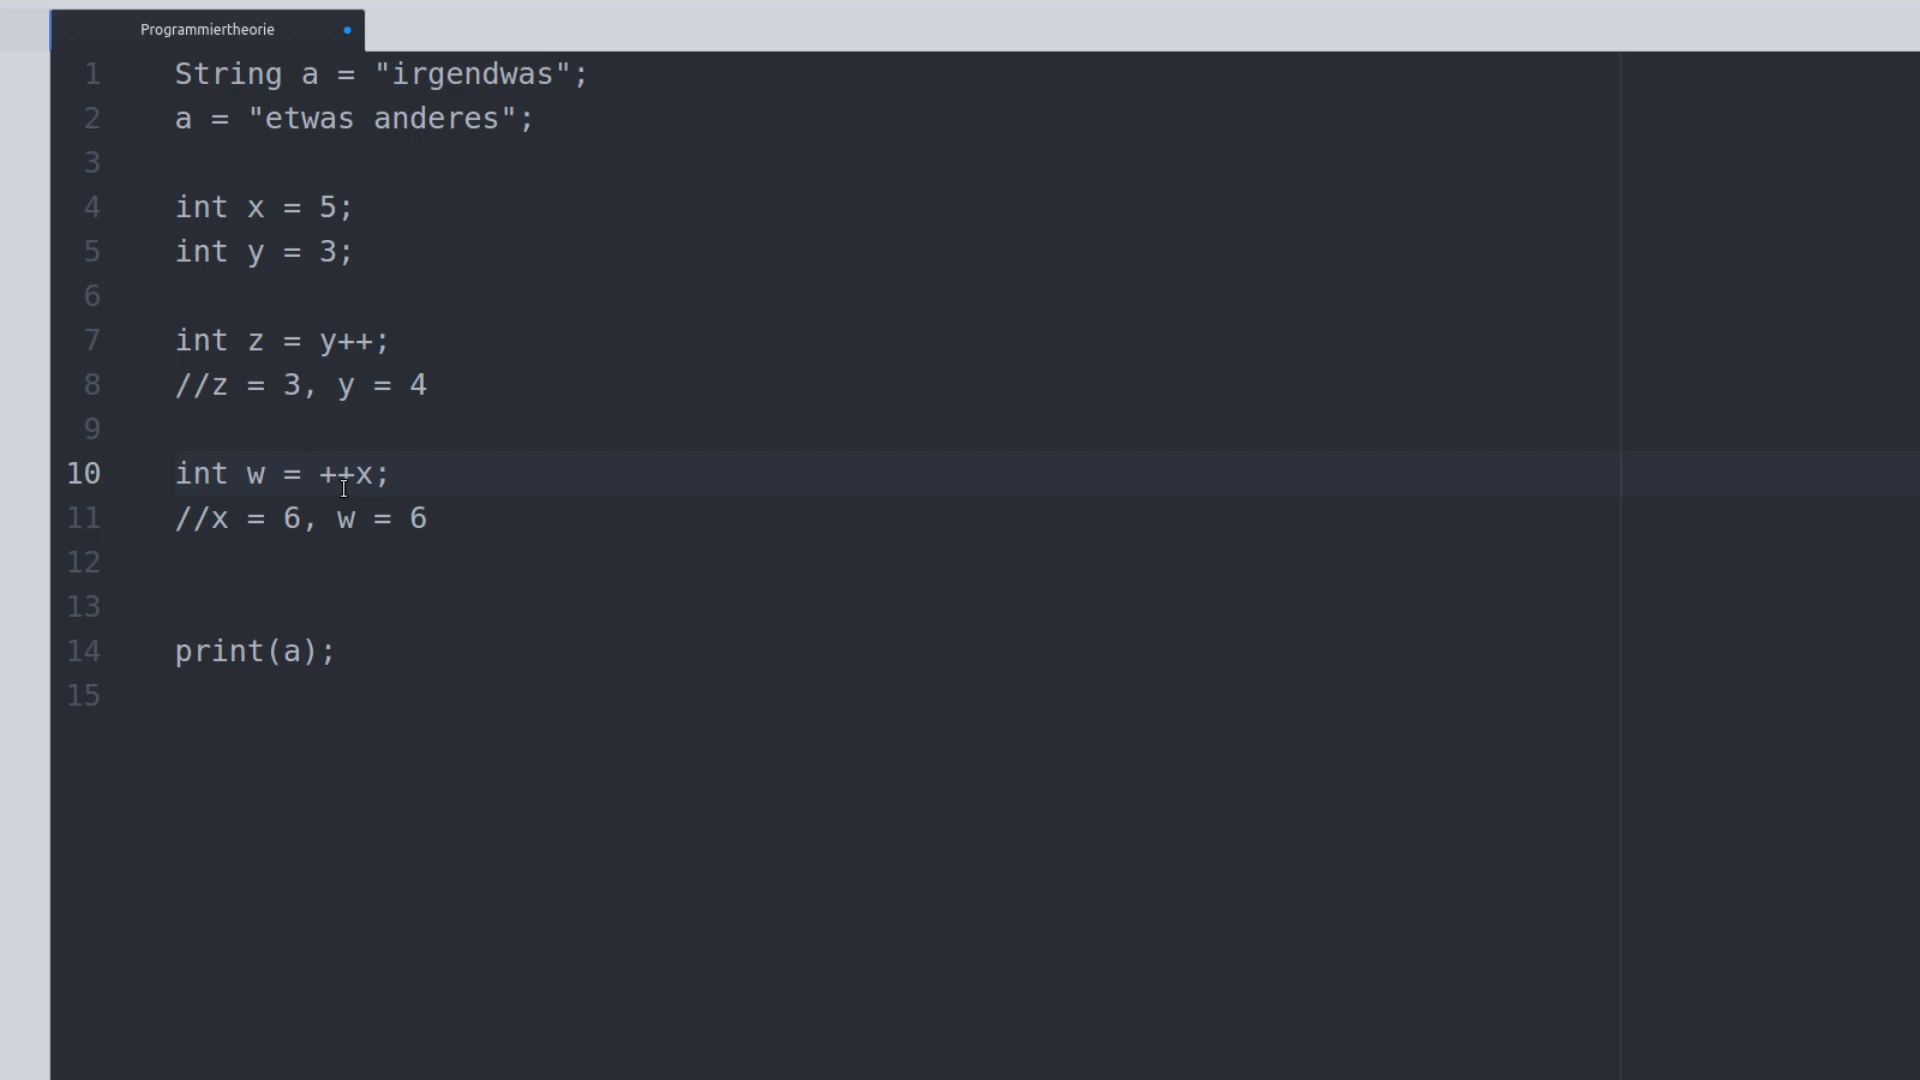 Programmiertheorie
1 String a = "irgendwas";
2 a = "etwas anderes";
3
4 int x = 5;
5 int y = 3;
6
7 int z = y++;
8 //z = 3, y = 4
9
10 int w = ++x;
11 //x = 6, w = 6
12
13
14 print(a);
15